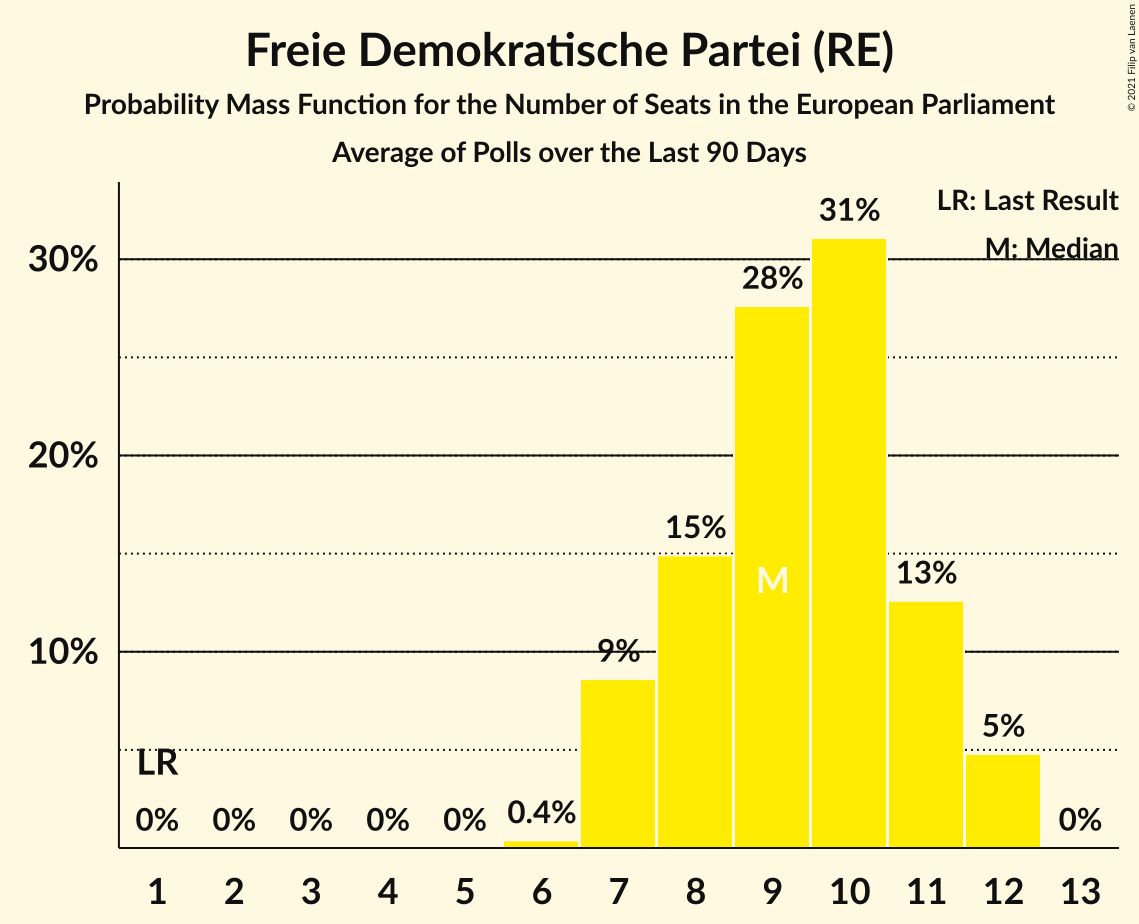 Freie Demokratische Partei (RE)
Probability Mass Function for the Number of Seats in the European Parliament
Average of Polls over the Last 90 Days
© 2021 Filip van Laenen
LR: Last Result
M: Median
30%
20%
10%
LR
0%
0%
0%
0%
0%
0.4%
9%
15%
28%
M
31%
13%
5%
0%
1 2 3 4 5 6 7 8 9 10 11 12 13